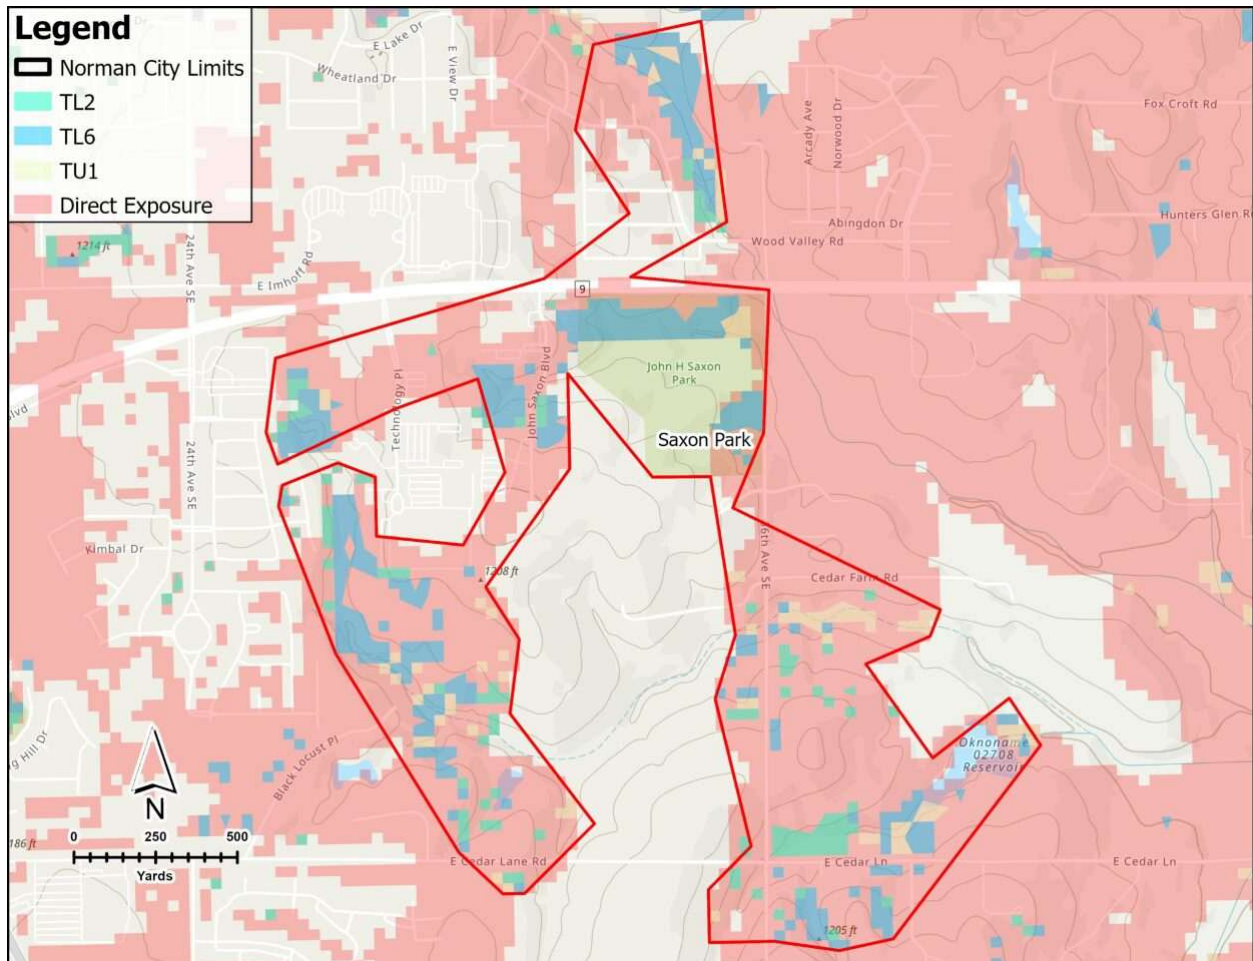 Legend
Norman City Limits
TL2
TL6
TU1
Direct Exposure
E Lake Dr
Wheatland Dr
E View Dr
Arcady Ave
Norwood Dr
Fox Croft Rd
Hunters Glen Rd
Abingdon Dr
Wood Valley Rd
1214 ft
24th Ave SE
E Imhoff Rd
9
John H Saxon
Park
Saxon Park
Technology Pl
John Saxon Blvd
24th Ave SE
Kimbal Dr
1208 ft
6th Ave SE
Cedar Farm Rd
Black Locust Pl
Dknoname
02708
Reservoi
N
0 250 500
Yards
186 ft
E Cedar Lane Rd
E Cedar Ln
E Cedar Ln
1205 ft